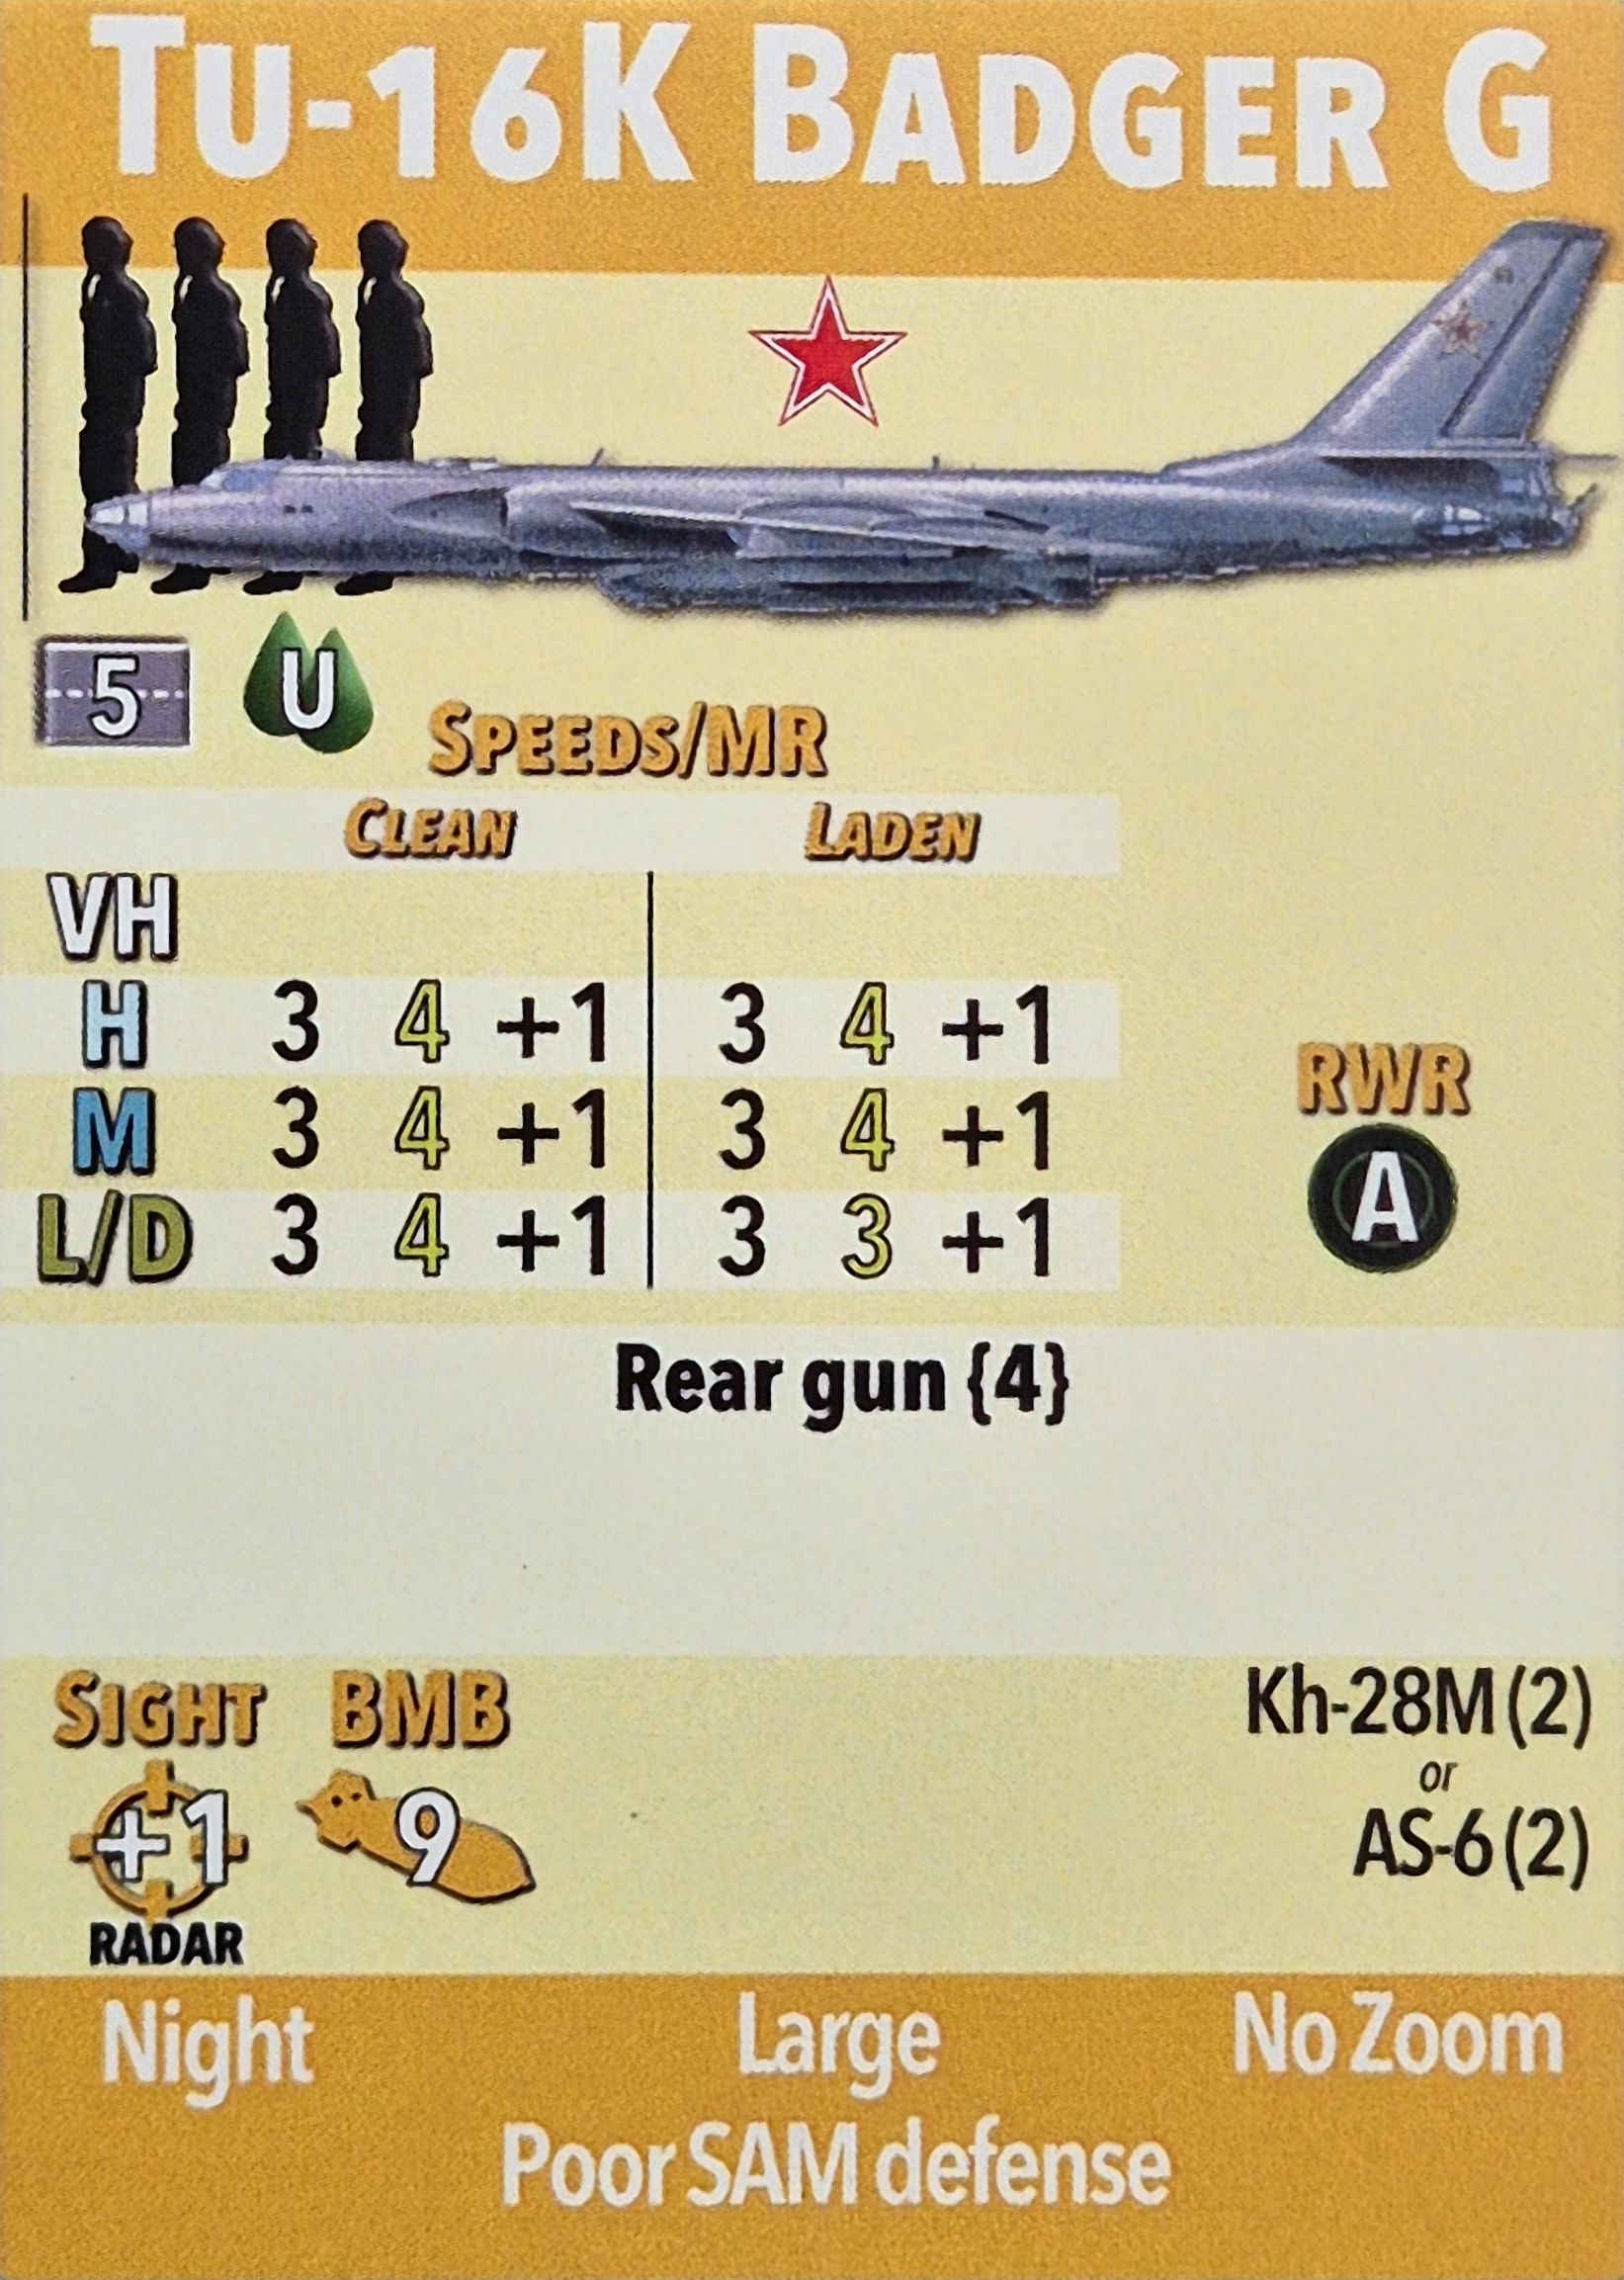 TU-16K BADGER G
5 U
SPEEDS/MR
CLEAN LADEN
VH
H 3 4 +1 3 4 +1
M 3 4 +1 3 4 +1
L/D 3 4 +1 3 3 +1
RWR
A
Rear gun {4}
SIGHT BMB
+1 9
RADAR
Kh-28M (2)
or
AS-6 (2)
Night Large No Zoom
Poor SAM defense